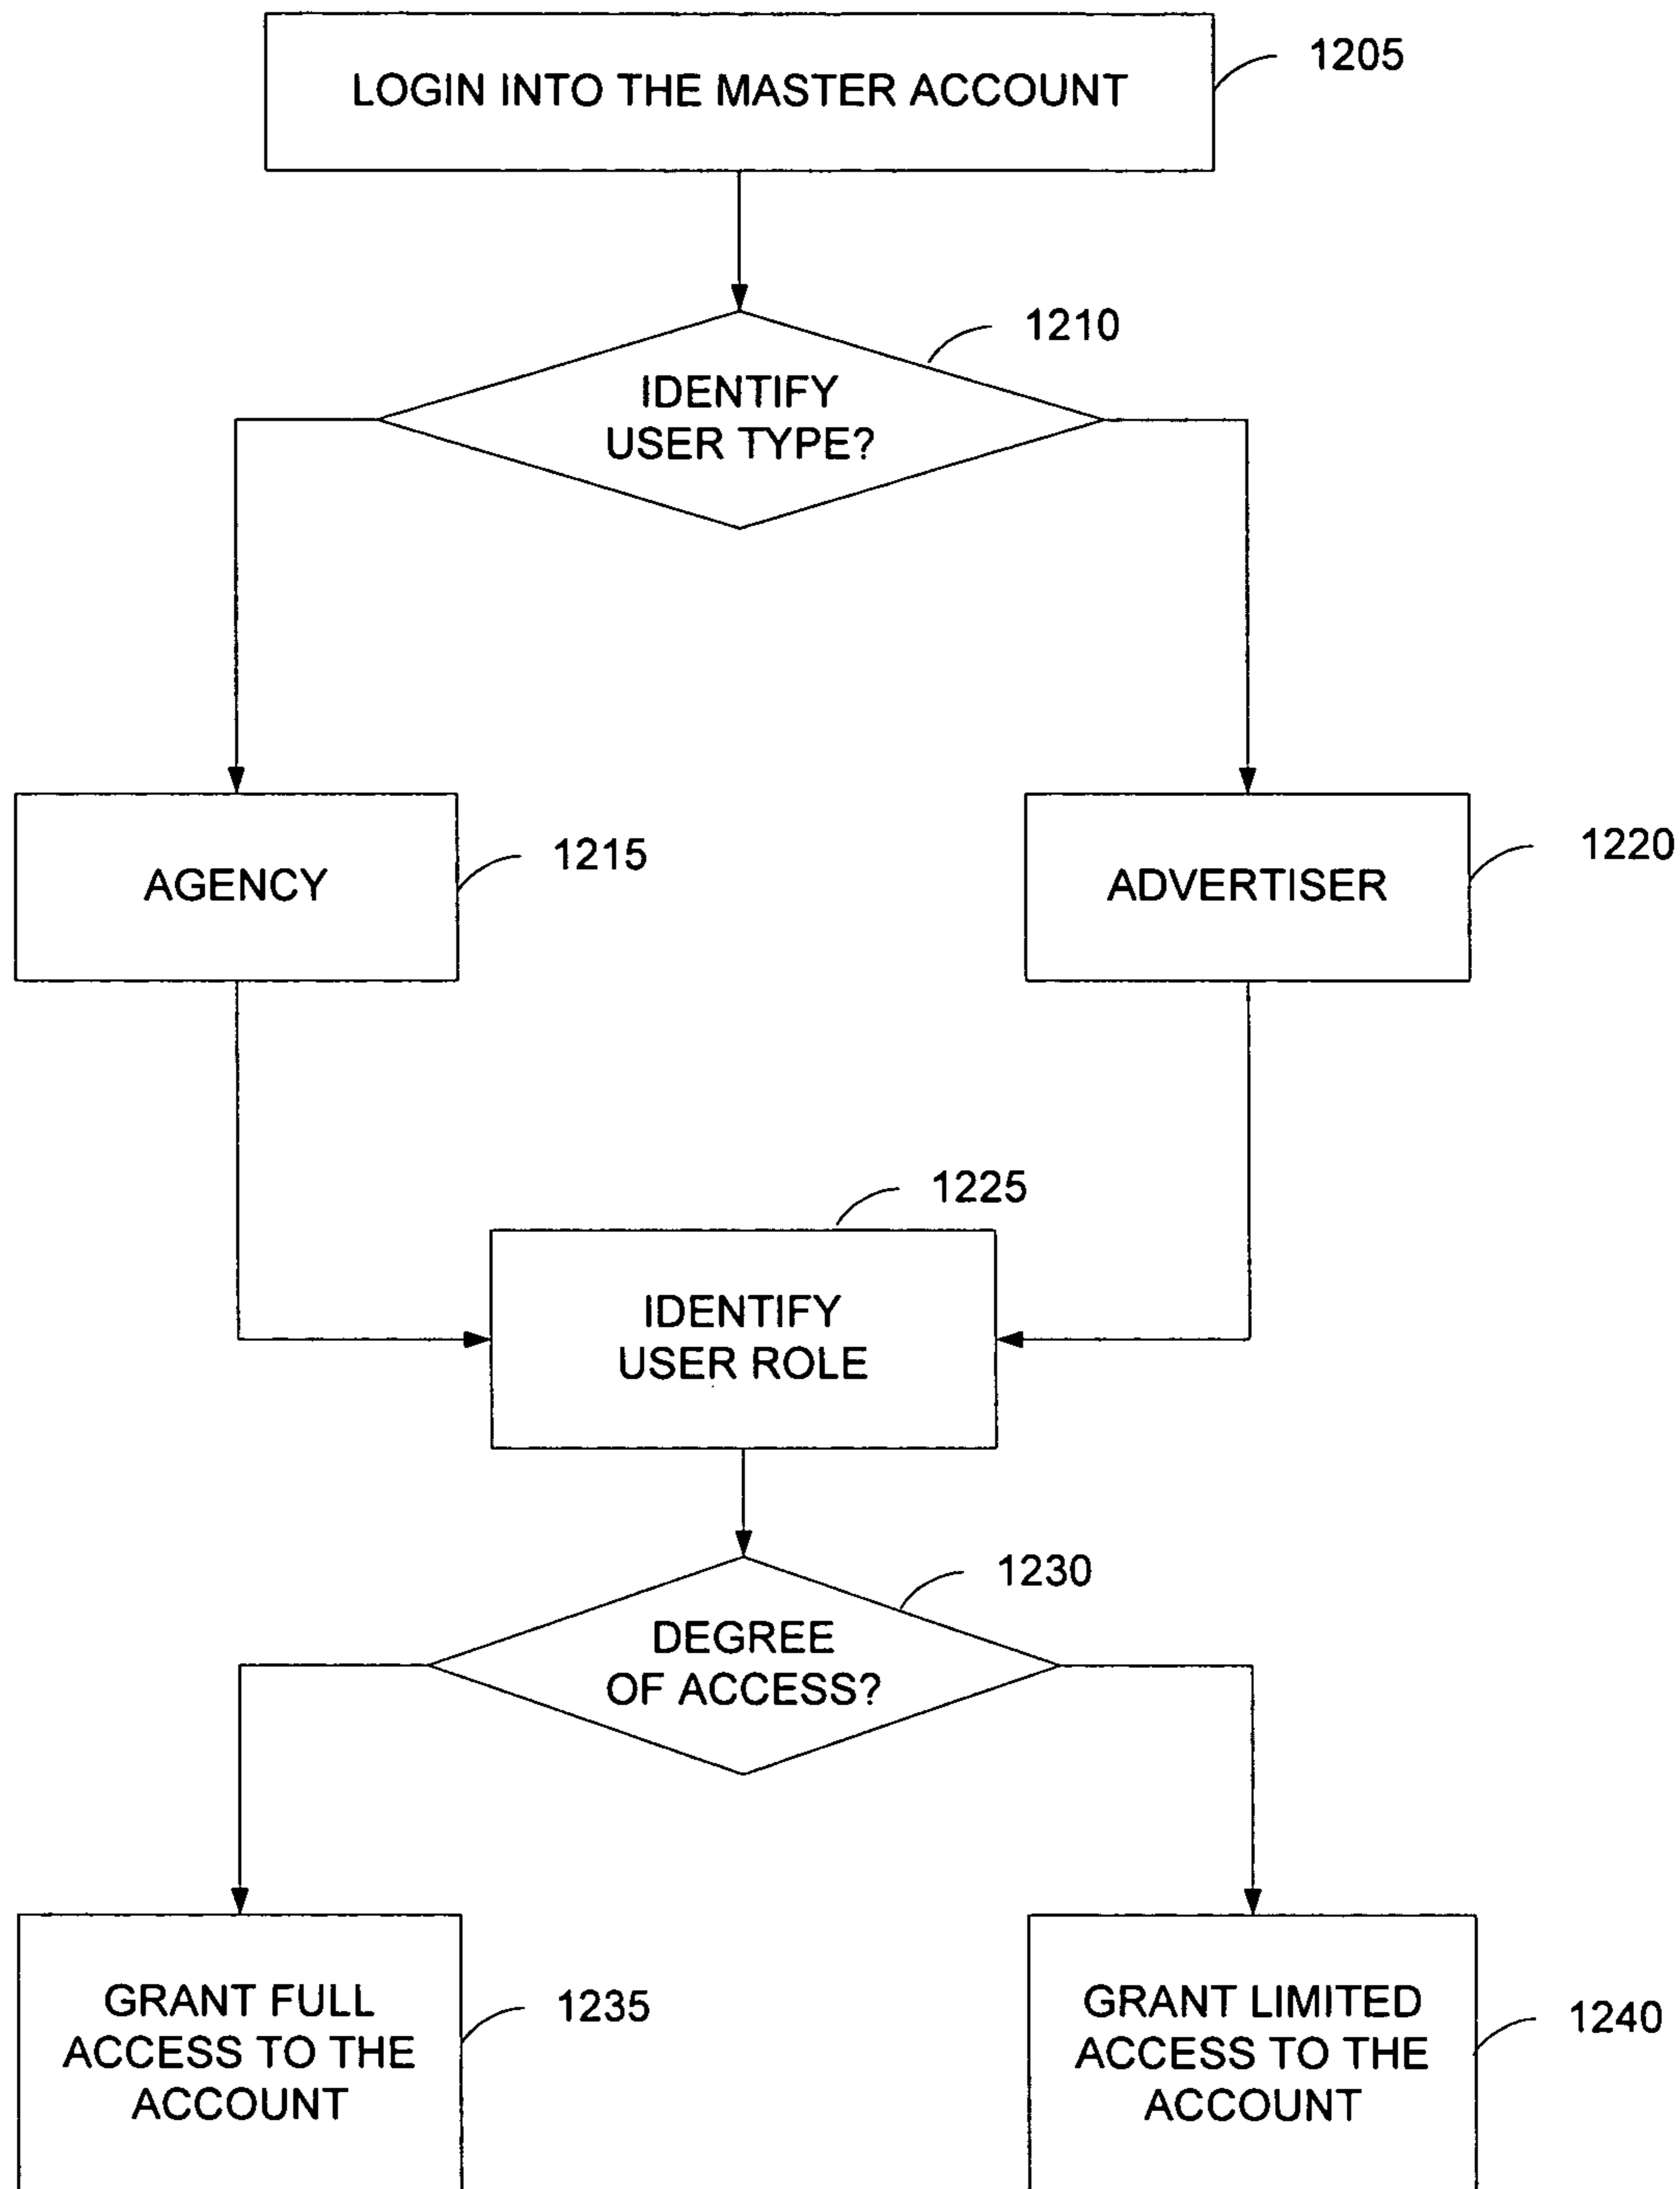 LOGIN INTO THE MASTER ACCOUNT
1205
1210
IDENTIFY
USER TYPE?
AGENCY
1215
ADVERTISER
1220
1225
IDENTIFY
USER ROLE
1230
DEGREE
OF ACCESS?
GRANT FULL
ACCESS TO THE
ACCOUNT
1235
GRANT LIMITED
ACCESS TO THE
ACCOUNT
1240